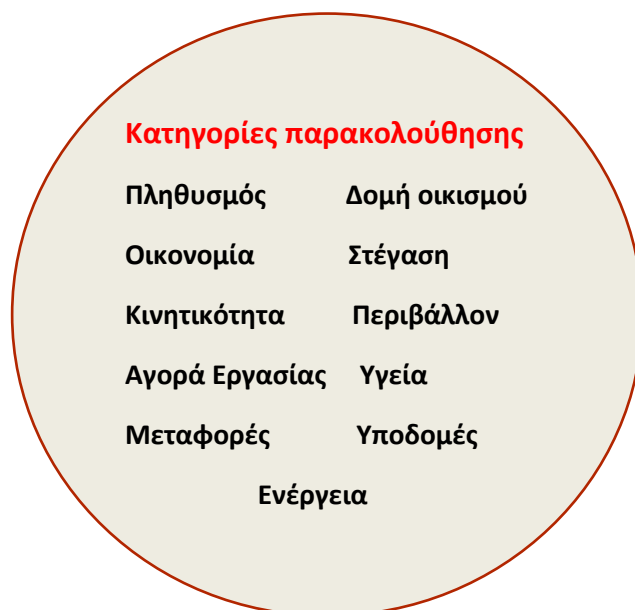 Κατηγορίες παρακολούθησης
Πληθυσμός Δομή οικισμού
Οικονομία Στέγαση
Κινητικότητα Περιβάλλον
Αγορά Εργασίας Υγεία
Μεταφορές Υποδομές
Ενέργεια